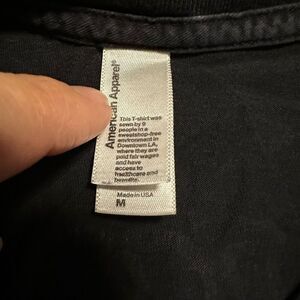 American Apparel®
This T-shirt was
sewn by 9
people in a
sweatshop-free
environment in
Downtown LA,
where they are
paid fair wages
and have
access to
healthcare and
benefits.
Made in USA
M